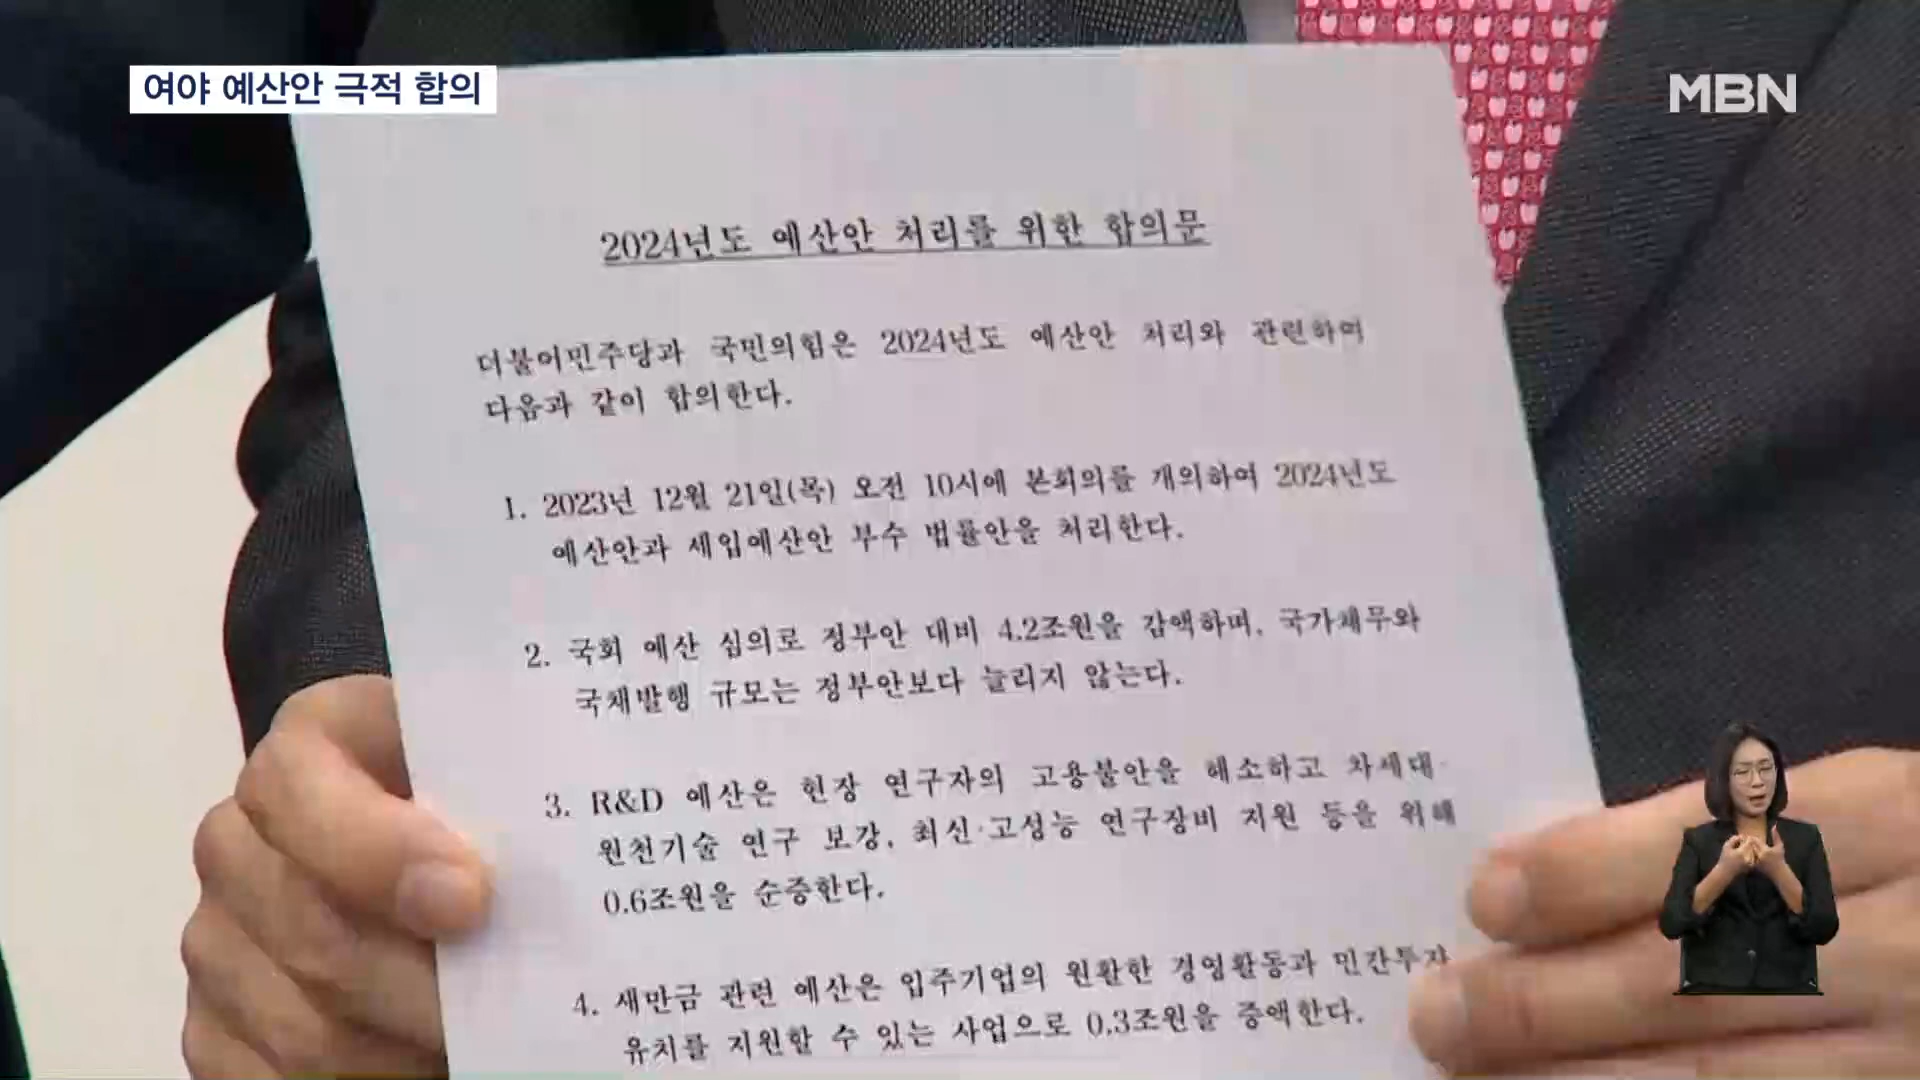 여야 예산안 극적 합의
MBN
2024년도 예산안 처리를 위한 합의문
더불어민주당과 국민의힘은 2024년도 예산안 처리와 관련하여
다음과 같이 합의한다.
1. 2023년 12월 21일(목) 오전 10시에 본회의를 개의하여 2024년도
예산안과 세입예산안 부수 법률안을 처리한다.
2. 국회 예산 심의로 정부안 대비 4.2조원을 감액하며, 국가채무와
국채발행 규모는 정부안보다 늘리지 않는다.
3. R&D 예산은 현장 연구자의 고용불안을 해소하고 차세대·
원천기술 연구 보강, 최신·고성능 연구장비 지원 등을 위해
0.6조원을 순증한다.
4. 새만금 관련 예산은 입주기업의 원활한 경영활동과 민간투자
유치를 지원할 수 있는 사업으로 0.3조원을 증액한다.